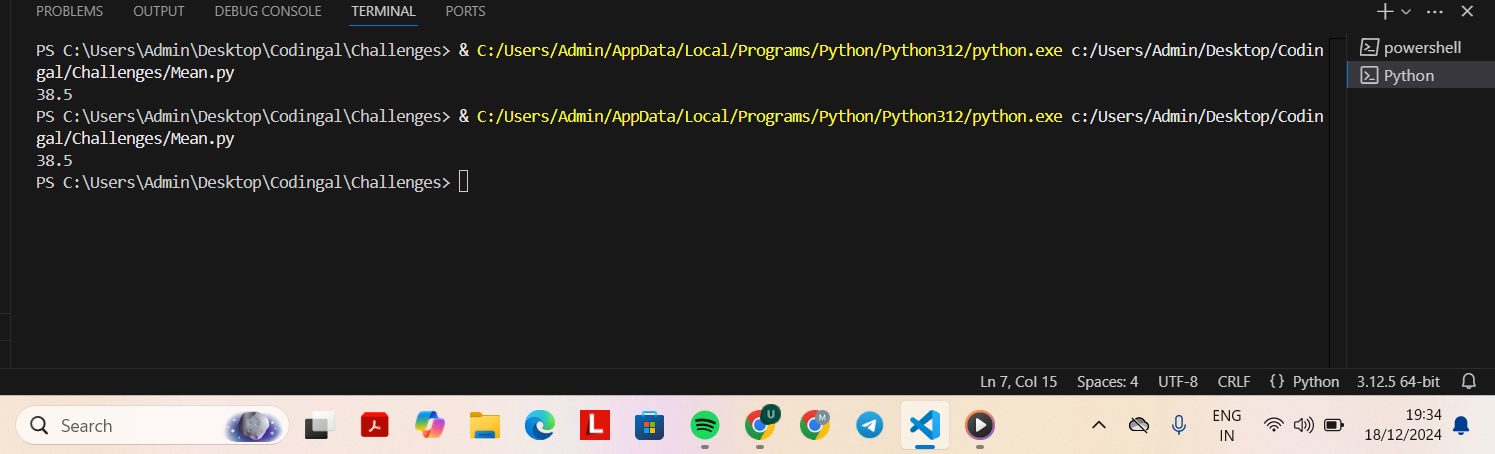 PROBLEMS OUTPUT DEBUG CONSOLE TERMINAL PORTS
PS C:\Users\Admin\Desktop\Codingal\Challenges> & C:/Users/Admin/AppData/Local/Programs/Python/Python312/python.exe c:/Users/Admin/Desktop/Codin
gal/Challenges/Mean.py
38.5
PS C:\Users\Admin\Desktop\Codingal\Challenges> & C:/Users/Admin/AppData/Local/Programs/Python/Python312/python.exe c:/Users/Admin/Desktop/Codin
gal/Challenges/Mean.py
38.5
PS C:\Users\Admin\Desktop\Codingal\Challenges>
powershell
Python
Ln 7, Col 15 Spaces: 4 UTF-8 CRLF {} Python 3.12.5 64-bit
Search
L
U
M
ENG
IN
19:34
18/12/2024